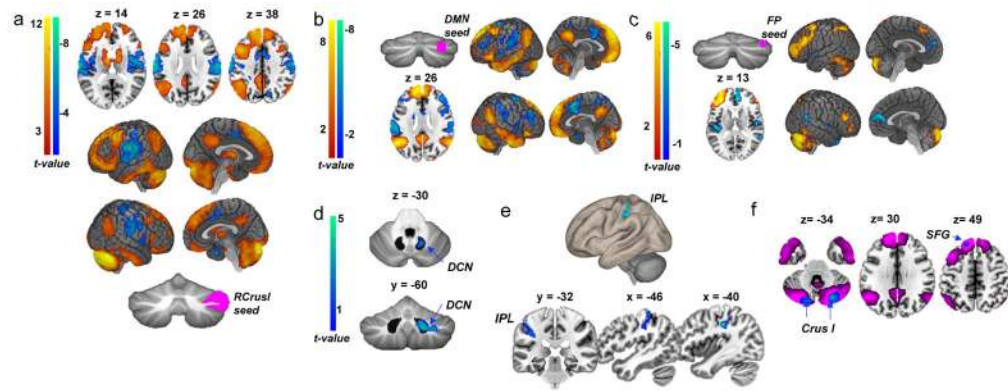 a
z = 14 z = 26 z = 38
12
-8
-4
3
t-value
RCrusI
seed
b
DMN
seed
8
-8
2
-2
t-value
z = 26
c
FP
seed
6
-5
2
-1
t-value
z = 13
d
z = -30
5
1
t-value
DCN
y = -60
DCN
e
IPL
y = -32 x = -46 x = -40
IPL
f
z= -34 z= 30 z= 49
SFG
Crus I